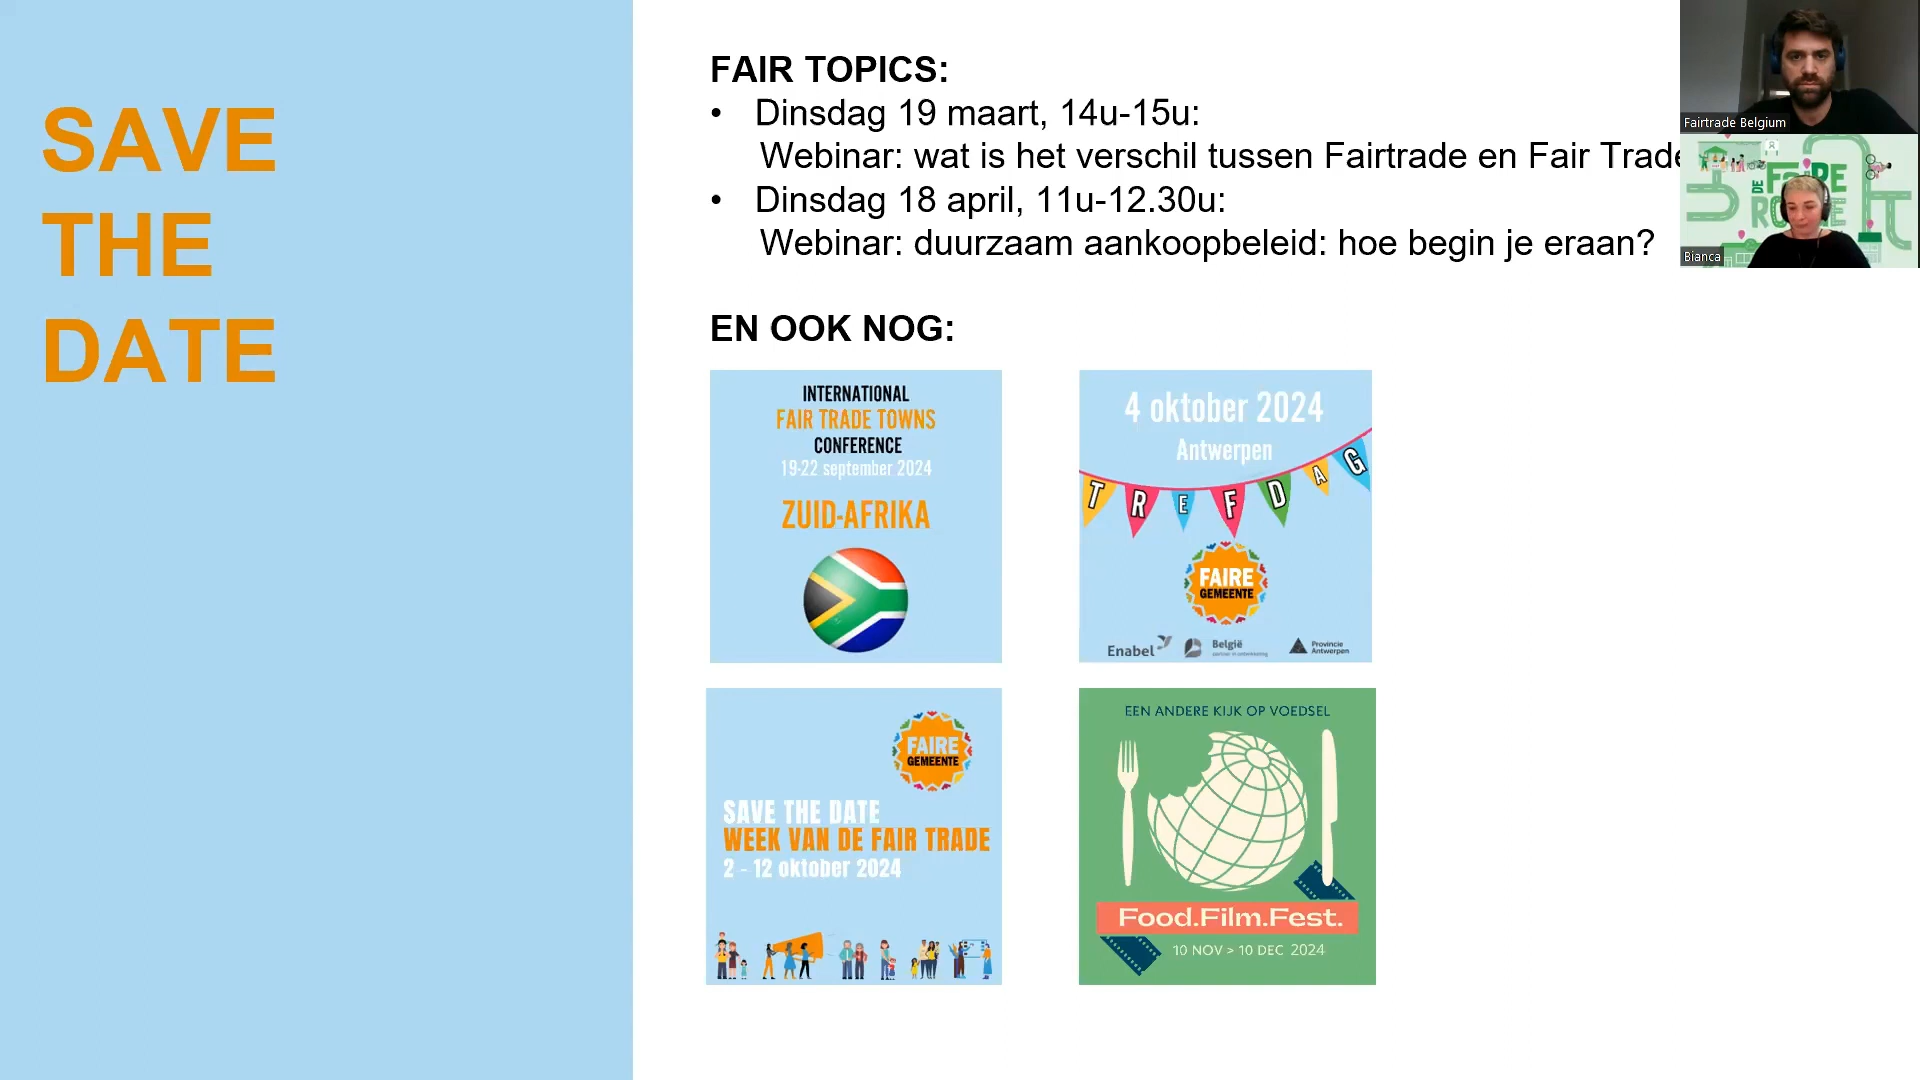 SAVE
THE
DATE
FAIR TOPICS:
• Dinsdag 19 maart, 14u-15u:
Webinar: wat is het verschil tussen Fairtrade en Fair Trade
• Dinsdag 18 april, 11u-12.30u:
Webinar: duurzaam aankoopbeleid: hoe begin je eraan?
EN OOK NOG:
INTERNATIONAL
FAIR TRADE TOWNS
CONFERENCE
19-22 september 2024
ZUID-AFRIKA
4 oktober 2024
Antwerpen
TREFDAG
FAIRE
GEMEENTE
Enabel
België
Provincie
Antwerpen
FAIRE
GEMEENTE
SAVE THE DATE
WEEK VAN DE FAIR TRADE
2 - 12 oktober 2024
EEN ANDERE KIJK OP VOEDSEL
Food.Film.Fest.
10 NOV > 10 DEC 2024
Fairtrade Belgium
DE FAIRE
Bianca